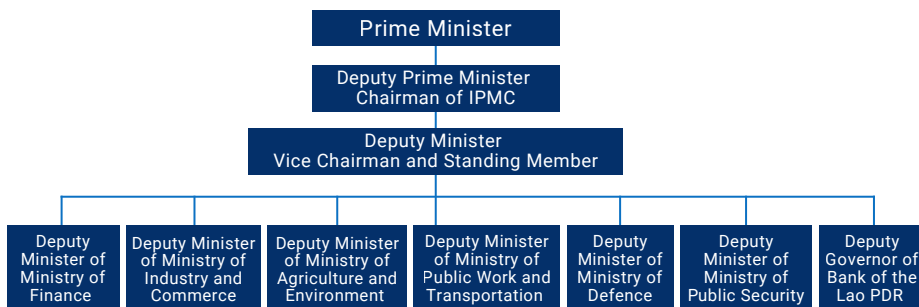 Prime Minister
Deputy Prime Minister
Chairman of IPMC
Deputy Minister
Vice Chairman and Standing Member
Deputy
Minister of
Ministry of
Finance
Deputy Minister
of Ministry of
Industry and
Commerce
Deputy Minister
of Ministry of
Agriculture and
Environment
Deputy Minister
of Ministry of
Public Work and
Transportation
Deputy
Minister of
Ministry of
Defence
Deputy
Minister of
Ministry of
Public Security
Deputy
Governor of
Bank of the
Lao PDR